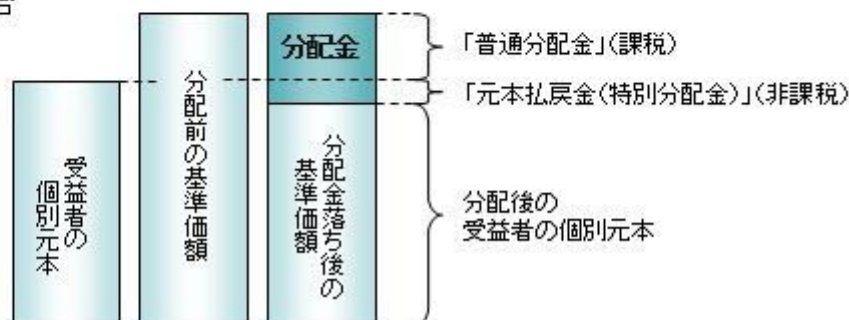 分配金
「普通分配金」(課税)
「元本払戻金(特別分配金)」(非課税)
受益者の
個別元本
分配前の基準価額
分配金落ち後の
基準価額
分配後の
受益者の個別元本